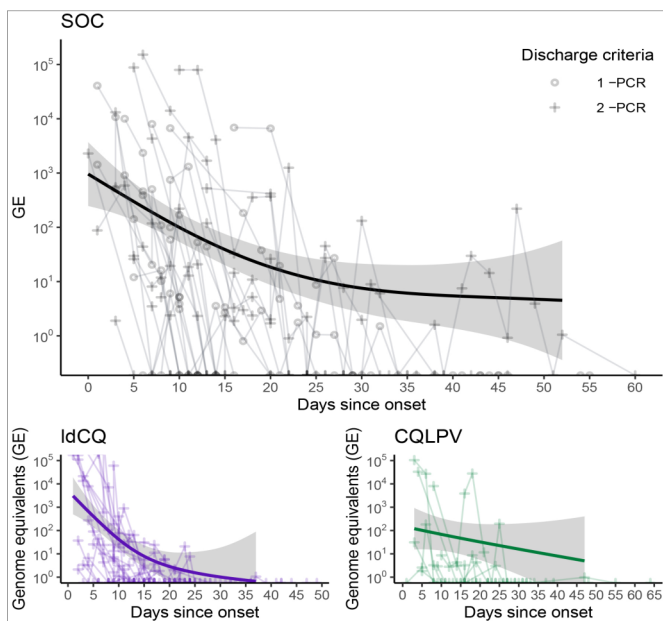 SOC
Discharge criteria
1 -PCR
2 -PCR
10⁵
10⁴
10³
10²
10¹
10⁰
GE
0 5 10 15 20 25 30 35 40 45 50 55 60
Days since onset
ldCQ
Genome equivalents (GE)
10⁵
10⁴
10³
10²
10¹
10⁰
0 5 10 15 20 25 30 35 40 45 50
Days since onset
CQLPV
Genome equivalents (GE)
10⁵
10⁴
10³
10²
10¹
10⁰
0 5 10 15 20 25 30 35 40 45 50 55 60 65
Days since onset